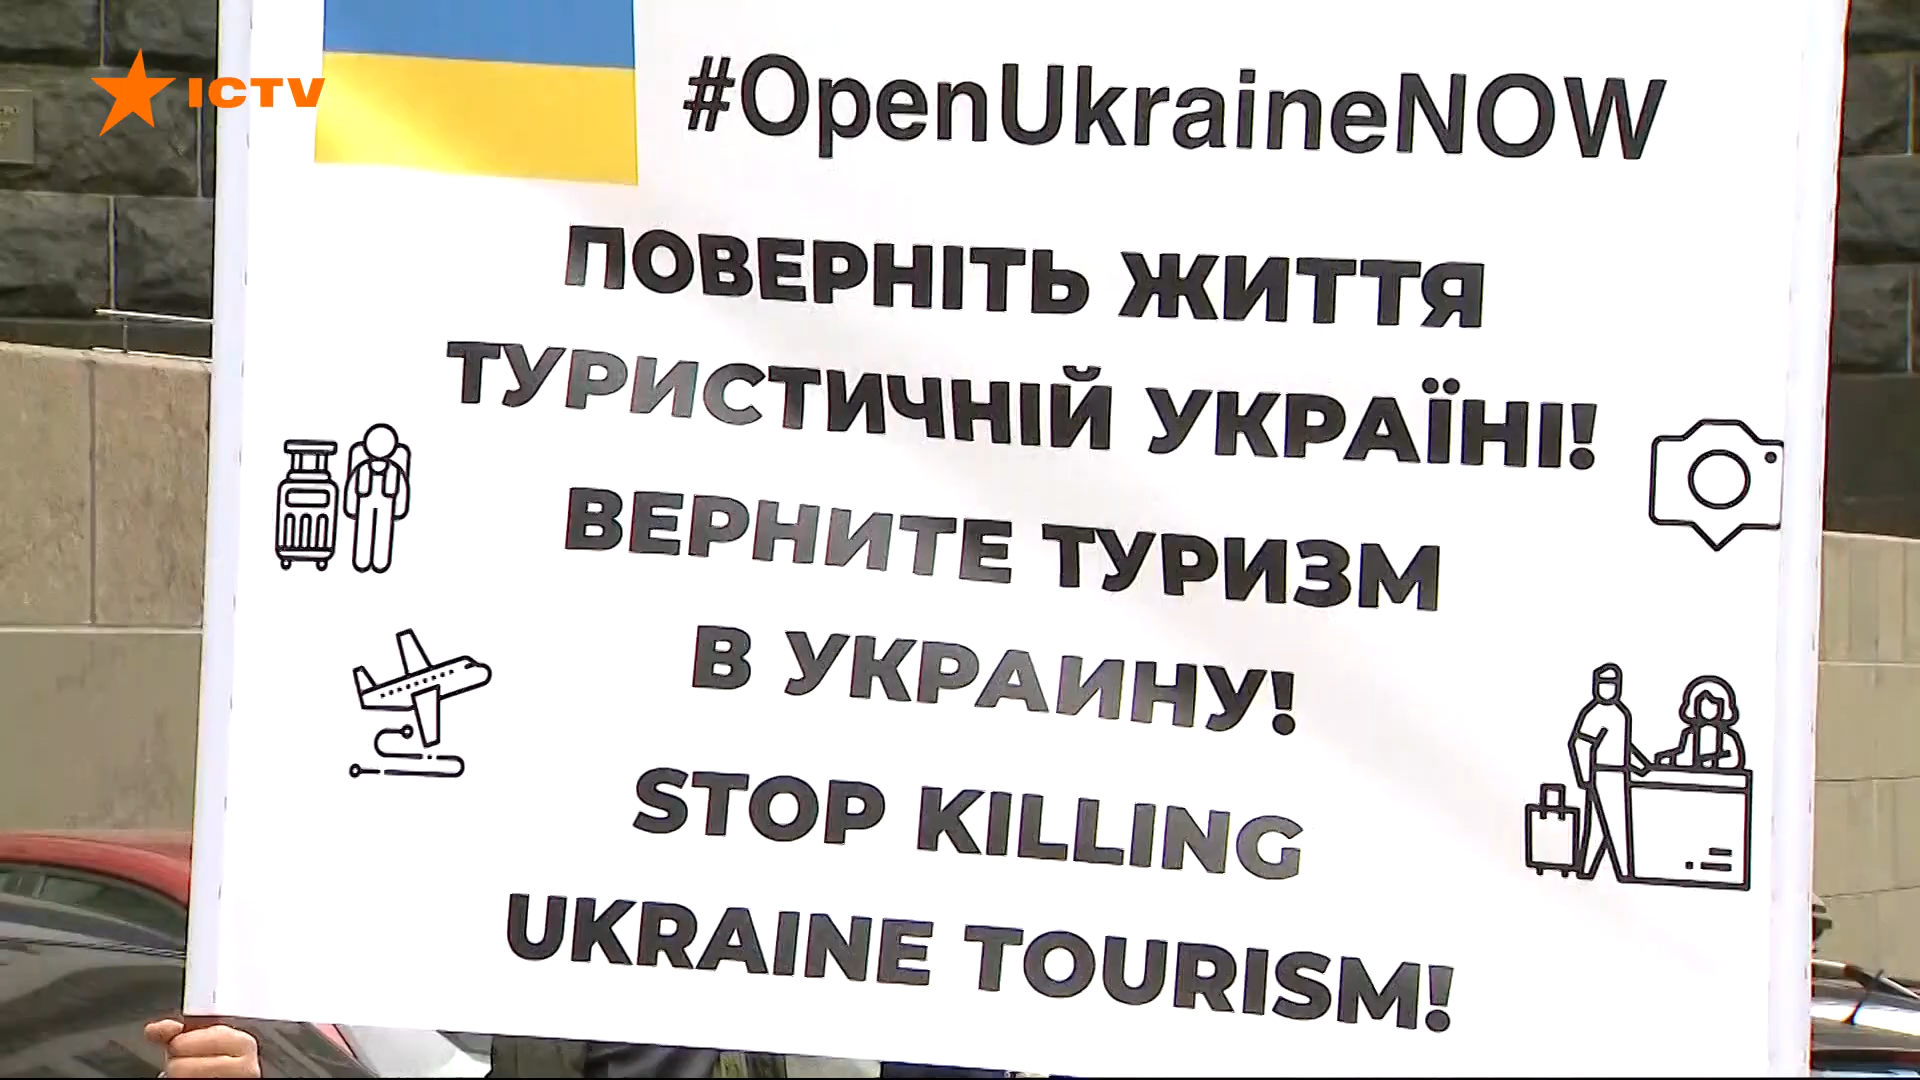 ICTV
#OpenUkraineNOW
ПОВЕРНІТЬ ЖИТТЯ
ТУРИСТИЧНІЙ УКРАЇНІ!
ВЕРНИТЕ ТУРИЗМ
В УКРАИНУ!
STOP KILLING
UKRAINE TOURISM!